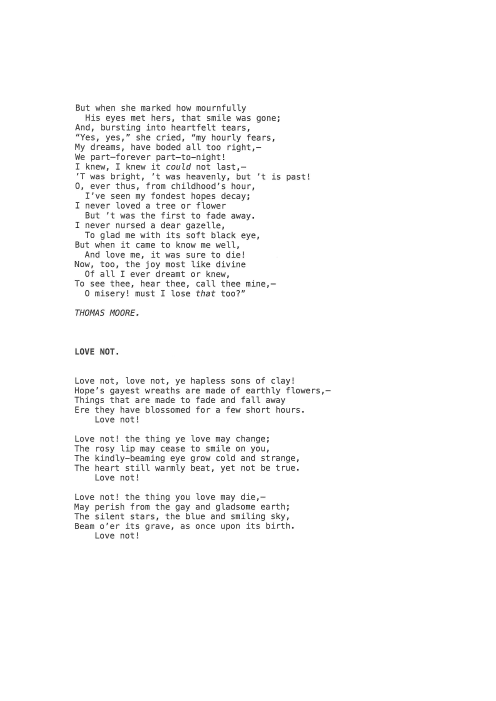 But when she marked how mournfully
His eyes met hers, that smile was gone;
And, bursting into heartfelt tears,
“Yes, yes,” she cried, “my hourly fears,
My dreams, have boded all too right,—
We part—forever part—to-night!
I knew, I knew it could not last,—
'T was bright, 't was heavenly, but 't is past!
O, ever thus, from childhood's hour,
I've seen my fondest hopes decay;
I never loved a tree or flower
But 't was the first to fade away.
I never nursed a dear gazelle,
To glad me with its soft black eye,
But when it came to know me well,
And love me, it was sure to die!
Now, too, the joy most like divine
Of all I ever dreamt or knew,
To see thee, hear thee, call thee mine,—
O misery! must I lose that too?”
THOMAS MOORE.
LOVE NOT.
Love not, love not, ye hapless sons of clay!
Hope's gayest wreaths are made of earthly flowers,—
Things that are made to fade and fall away
Ere they have blossomed for a few short hours.
Love not!
Love not! the thing ye love may change;
The rosy lip may cease to smile on you,
The kindly-beaming eye grow cold and strange,
The heart still warmly beat, yet not be true.
Love not!
Love not! the thing you love may die,—
May perish from the gay and gladsome earth;
The silent stars, the blue and smiling sky,
Beam o'er its grave, as once upon its birth.
Love not!